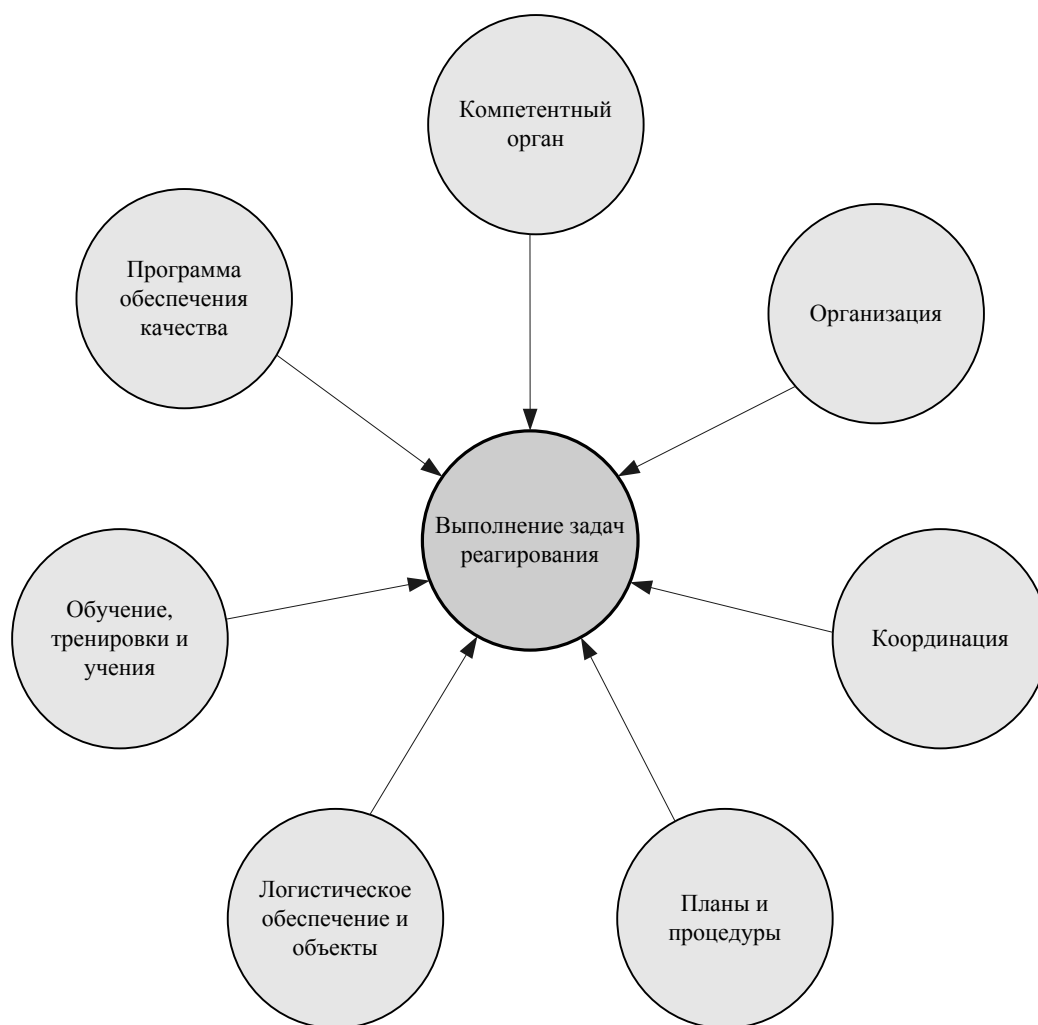 Компетентный
орган
Программа
обеспечения
качества
Организация
Выполнение задач
реагирования
Обучение,
тренировки и
учения
Координация
Логистическое
обеспечение и
объекты
Планы и
процедуры